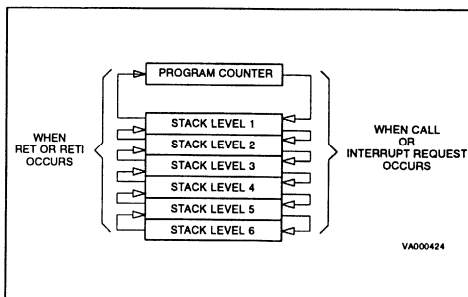 PROGRAM COUNTER
STACK LEVEL 1
STACK LEVEL 2
STACK LEVEL 3
STACK LEVEL 4
STACK LEVEL 5
STACK LEVEL 6
WHEN
RET OR RETI
OCCURS
WHEN CALL
OR
INTERRUPT REQUEST
OCCURS
VA000424